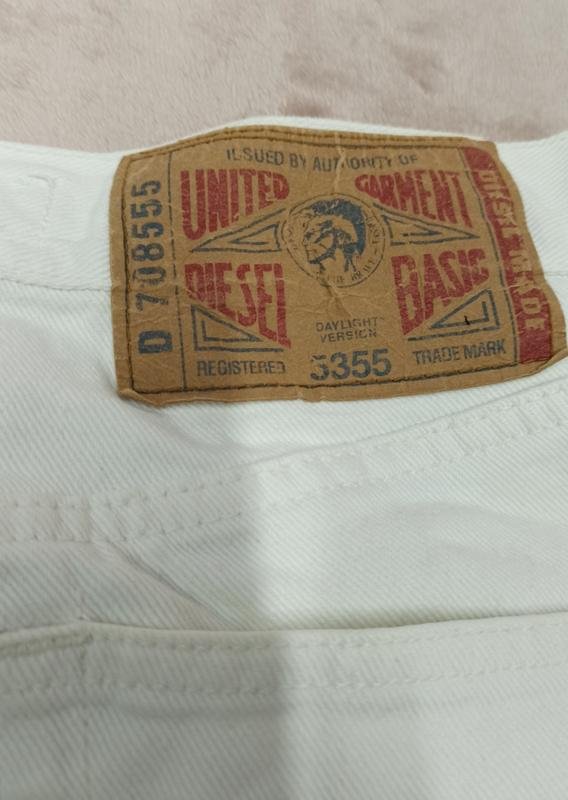 ISSUED BY AUTHORITY OF
UNITED GARMENT
DIESEL BASIC
DAYLIGHT
VERSION
REGISTERED 5355 TRADE MARK
D 708555